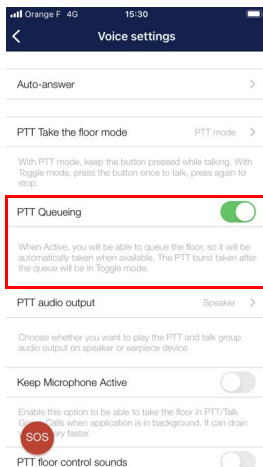 Orange F 4G 15:30
Voice settings
Auto-answer
PTT Take the floor mode PTT mode
With PTT mode, keep the button pressed while talking. With
Toggle mode, press the button once to talk, press again to
stop.
PTT Queueing
When Active, you will be able to queue the floor, so it will be
automatically taken when available. The PTT burst taken after
the queue will be in Toggle mode.
PTT audio output Speaker
Choose whether you want to play the PTT and talk group
audio output on speaker or earpiece device
Keep Microphone Active
Enable this option to be able to take the floor in PTT/Talk
Calls when application is in background. It can drain
SOS faster.
PTT floor control sounds